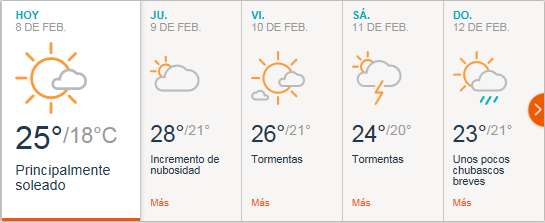 HOY
8 DE FEB.
25°/18°C
Principalmente
soleado
JU.
9 DE FEB.
28°/21°
Incremento de
nubosidad
Más
VI.
10 DE FEB.
26°/21°
Tormentas
Más
SÁ.
11 DE FEB.
24°/20°
Tormentas
Más
DO.
12 DE FEB.
23°/21°
Unos pocos
chubascos
breves
Más